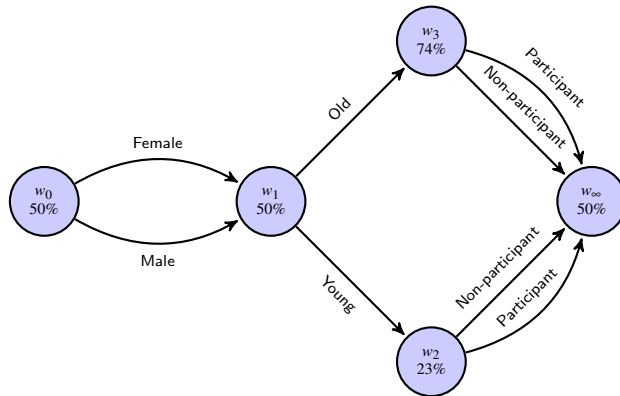 w₃
74%
Participant
Non-participant
Old
Female
w₀
50%
w₁
50%
w∞
50%
Male
Young
Non-participant
Participant
w₂
23%